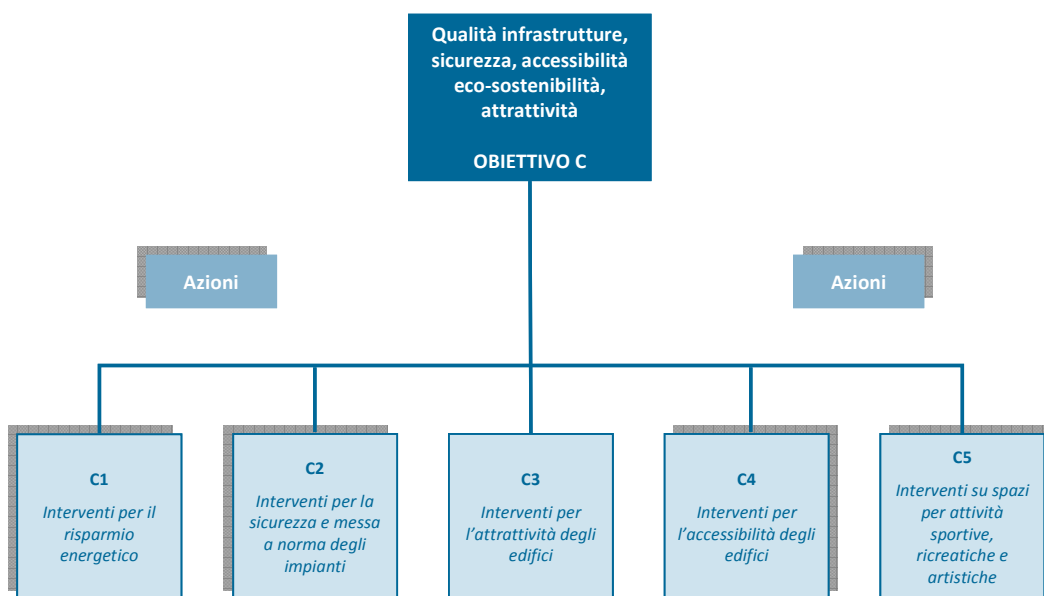 Qualità infrastrutture,
sicurezza, accessibilità
eco-sostenibilità,
attrattività
OBIETTIVO C
Azioni
Azioni
C1
Interventi per il
risparmio
energetico
C2
Interventi per la
sicurezza e messa
a norma degli
impianti
C3
Interventi per
l’attrattività degli
edifici
C4
Interventi per
l’accessibilità degli
edifici
C5
Interventi su spazi
per attività
sportive,
ricreatiche e
artistiche